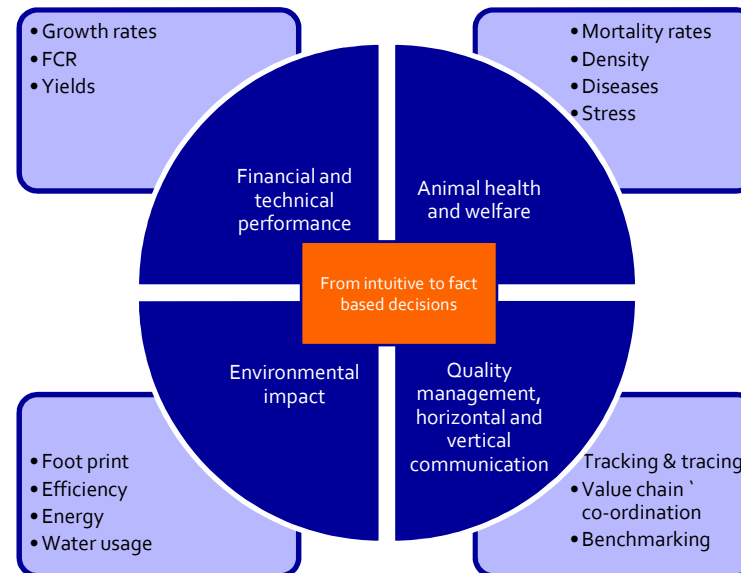 • Growth rates
• FCR
• Yields
• Mortality rates
• Density
• Diseases
• Stress
Financial and
technical
performance
Animal health
and welfare
From intuitive to fact
based decisions
Environmental
impact
Quality
management,
horizontal and
vertical
communication
• Foot print
• Efficiency
• Energy
• Water usage
Tracking & tracing
• Value chain `
co-ordination
• Benchmarking